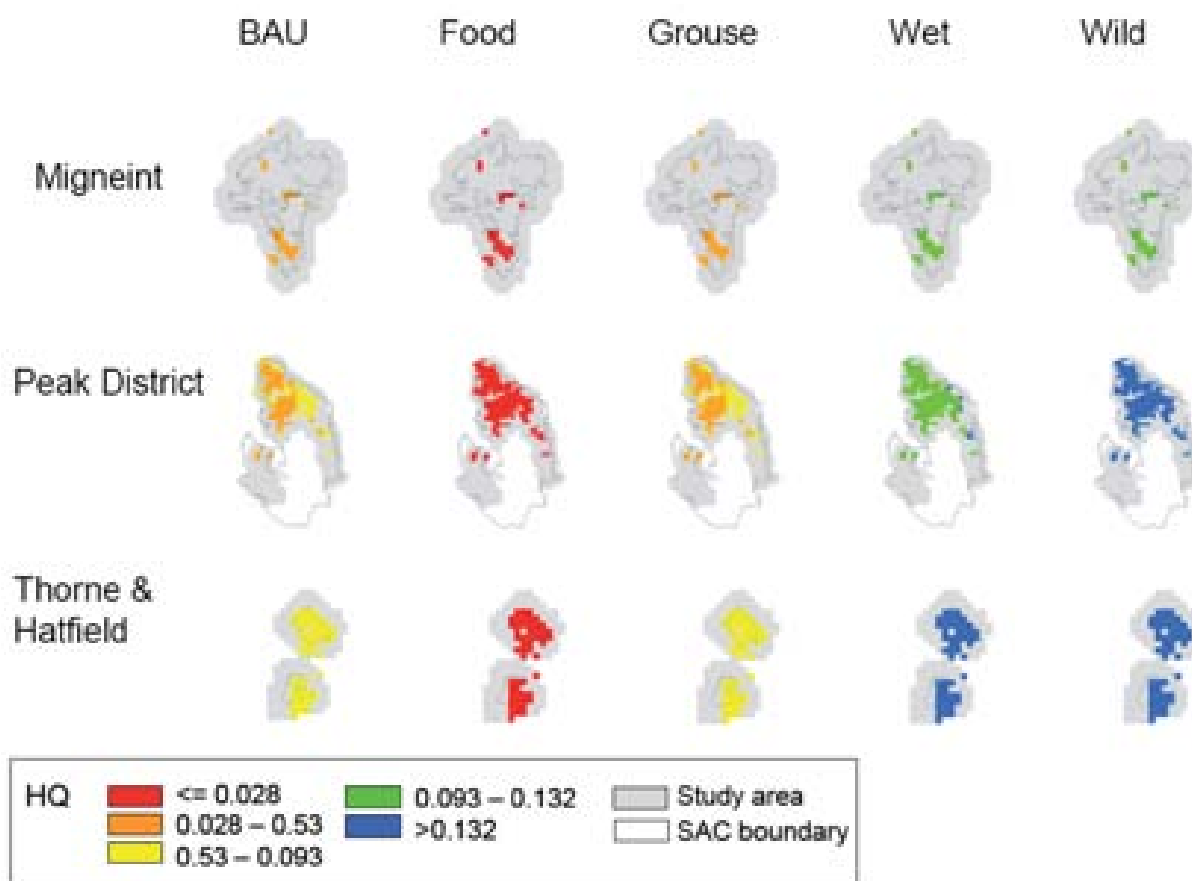 BAU Food Grouse Wet Wild
Migneint
Peak District
Thorne &
Hatfield
HQ <= 0.028 0.093 – 0.132 Study area
0.028 – 0.53 >0.132 SAC boundary
0.53 – 0.093